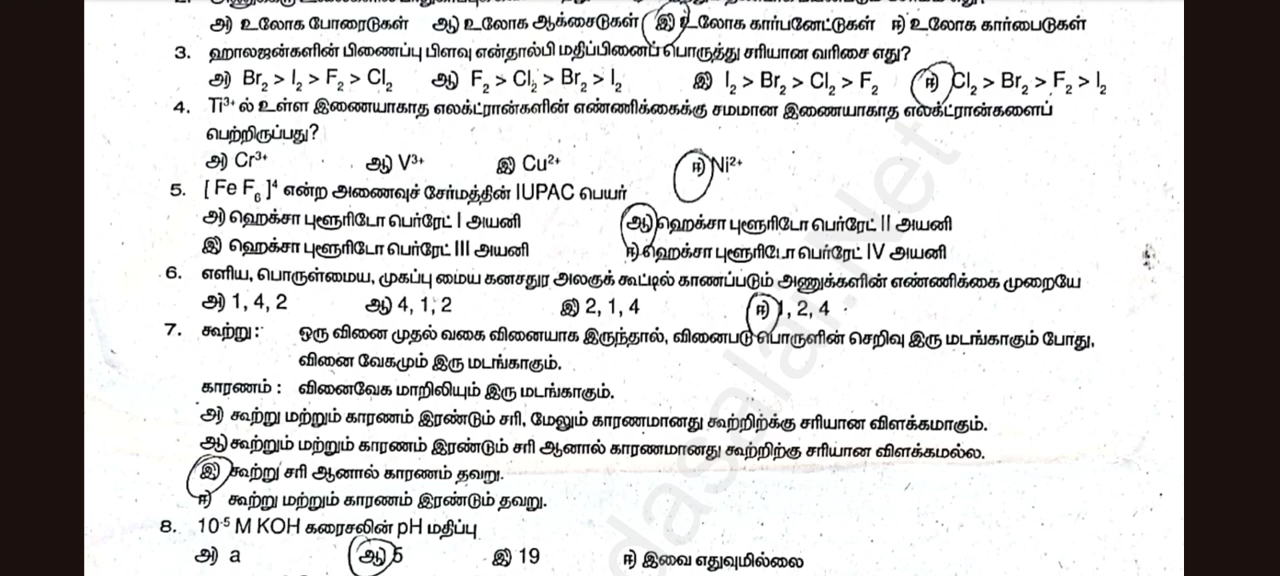 அ) உலோக போரைடுகள் ஆ) உலோக ஆக்சைடுகள் இ) உலோக கார்பனேட்டுகள் ஈ) உலோக கார்பைடுகள்
3. ஹாலஜன்களின் பிணைப்பு பிளவு என்தால்பி மதிப்பினைப் பொருத்து சரியான வரிசை எது?
அ) Br₂ > I₂ > F₂ > Cl₂ ஆ) F₂ > Cl₂ > Br₂ > I₂ இ) I₂ > Br₂ > Cl₂ > F₂ ஈ) Cl₂ > Br₂ > F₂ > I₂
4. Ti³⁺ ல் உள்ள இணையாகாத எலக்ட்ரான்களின் எண்ணிக்கைக்கு சமமான இணையாகாத எலக்ட்ரான்களைப்
பெற்றிருப்பது?
அ) Cr³⁺ ஆ) V³⁺ இ) Cu²⁺ ஈ) Ni²⁺
5. [ Fe F₆ ]⁴ என்ற அணைவுச் சேர்மத்தின் IUPAC பெயர்
அ) ஹெக்சா புளூரிடோ பெர்ரேட் I அயனி ஆ) ஹெக்சா புளூரிடோ பெர்ரேட் II அயனி
இ) ஹெக்சா புளூரிடோ பெர்ரேட் III அயனி ஈ) ஹெக்சா புளூரிடோ பெர்ரேட் IV அயனி
6. எளிய, பொருள்மைய, முகப்பு மைய கனசதுர அலகுக் கூட்டில் காணப்படும் அணுக்களின் எண்ணிக்கை முறையே
அ) 1, 4, 2 ஆ) 4, 1, 2 இ) 2, 1, 4 ஈ) 1, 2, 4
7. கூற்று : ஒரு வினை முதல் வகை வினையாக இருந்தால், வினைபடு பொருளின் செறிவு இரு மடங்காகும் போது,
வினை வேகமும் இரு மடங்காகும்.
காரணம் : வினைவேக மாறிலியும் இரு மடங்காகும்.
அ) கூற்று மற்றும் காரணம் இரண்டும் சரி, மேலும் காரணமானது கூற்றிற்க்கு சரியான விளக்கமாகும்.
ஆ) கூற்றும் மற்றும் காரணம் இரண்டும் சரி ஆனால் காரணமானது கூற்றிற்கு சரியான விளக்கமல்ல.
இ) கூற்று சரி ஆனால் காரணம் தவறு.
ஈ) கூற்று மற்றும் காரணம் இரண்டும் தவறு.
8. 10⁻⁵ M KOH கரைசலின் pH மதிப்பு
அ) a ஆ) 5 இ) 19 ஈ) இவை எதுவுமில்லை
dasalai.Net